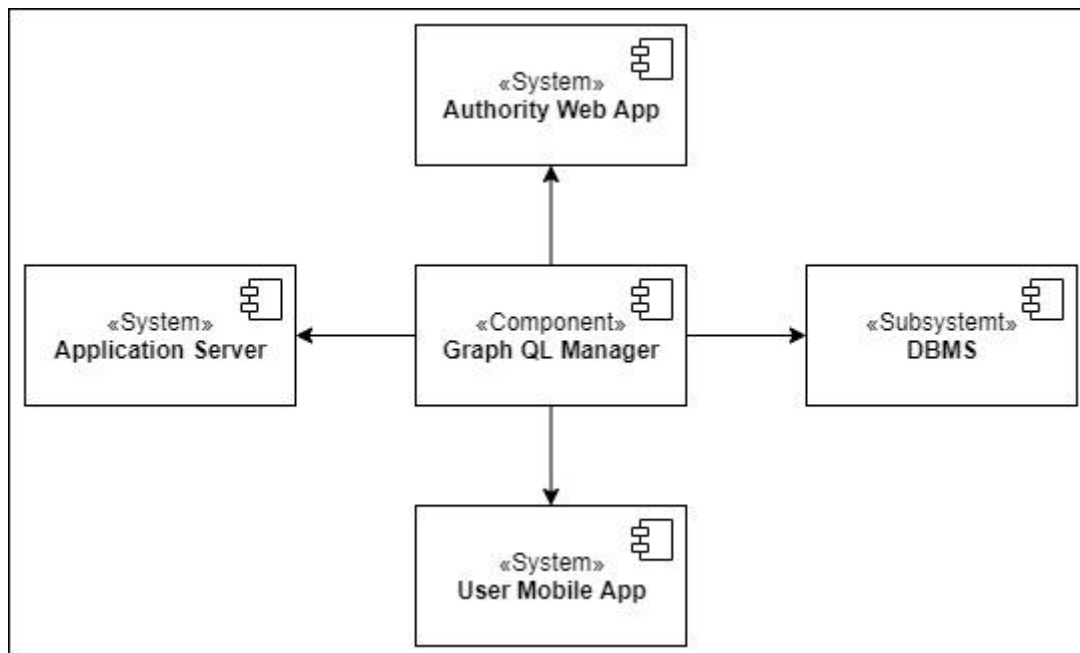 «System»
Authority Web App
«System»
Application Server
«Component»
Graph QL Manager
«Subsystemt»
DBMS
«System»
User Mobile App